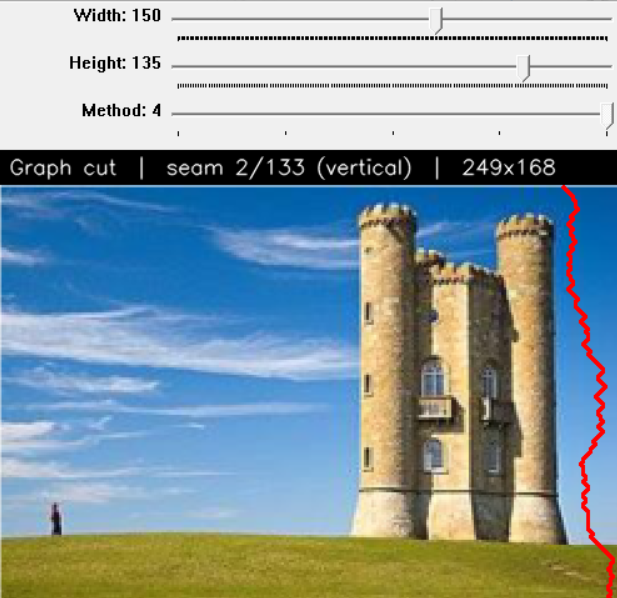 Width: 150
Height: 135
Method: 4
Graph cut | seam 2/133 (vertical) | 249x168